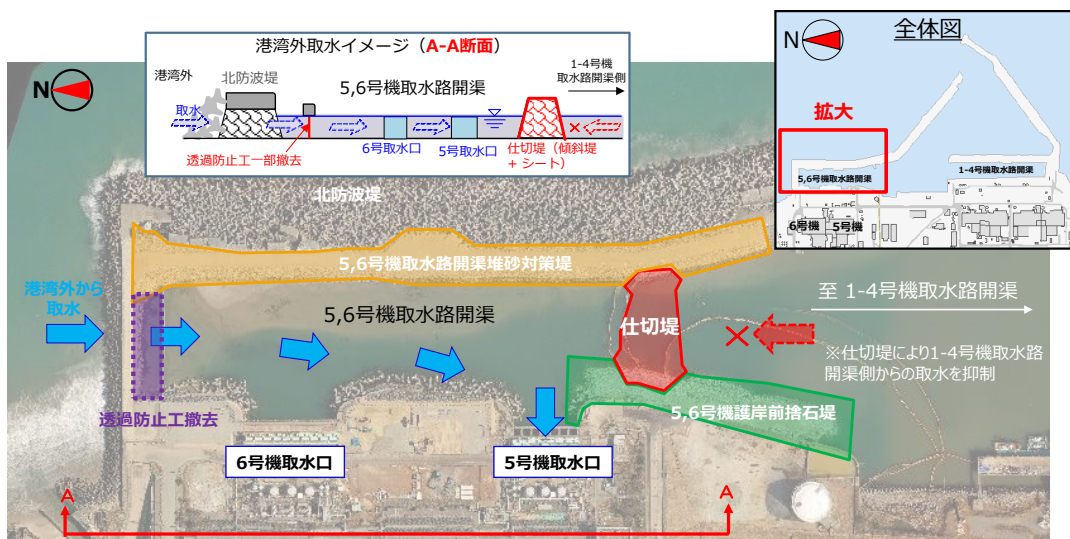 港湾外取水イメージ（A-A断面）
港湾外
北防波堤
5,6号機取水路開渠
1-4号機
取水路開渠側
取水
透過防止工一部撤去
6号取水口
5号取水口
仕切堤（傾斜堤
+ シート）
N
全体図
N
拡大
5,6号機取水路開渠
1-4号機取水路開渠
6号機
5号機
北防波堤
5,6号機取水路開渠堆砂対策堤
港湾外から
取水
5,6号機取水路開渠
仕切堤
至 1-4号機取水路開渠
※仕切堤により1-4号機取水路
開渠側からの取水を抑制
透過防止工撤去
5,6号機護岸前捨石堤
6号機取水口
5号機取水口
A
A